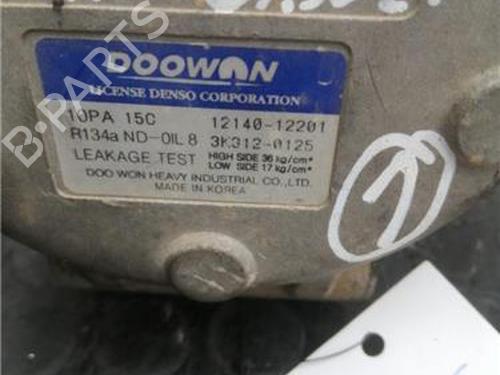 DOOWON
LICENSE DENSO CORPORATION
10PA 15C 12140-12201
R134a ND-OIL 8 3K312-0125
LEAKAGE TEST HIGH SIDE 36 kg/cm²
LOW SIDE 17 kg/cm²
DOO WON HEAVY INDUSTRIAL CO.,LTD.
MADE IN KOREA
B-PARTS
1